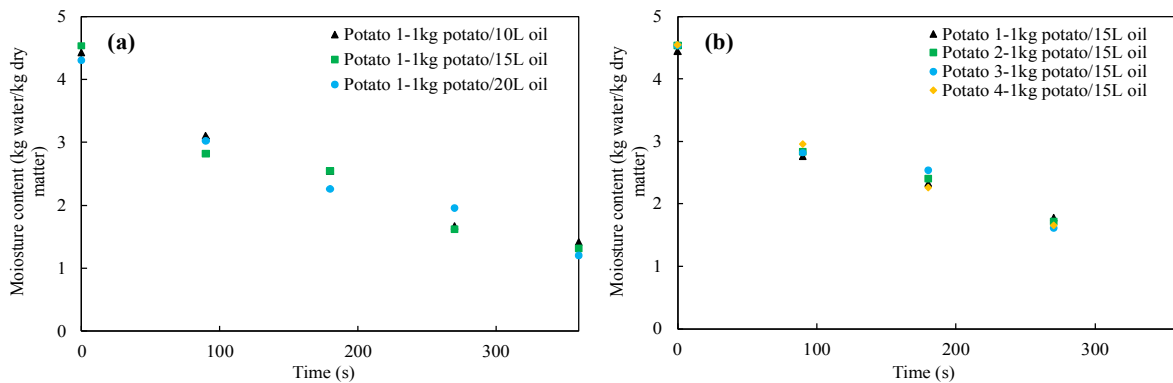 (a)
Potato 1-1kg potato/10L oil
Potato 1-1kg potato/15L oil
Potato 1-1kg potato/20L oil
Moiosture content (kg water/kg dry
matter)
5
4
3
2
1
0
0
100
200
300
Time (s)
(b)
Potato 1-1kg potato/15L oil
Potato 2-1kg potato/15L oil
Potato 3-1kg potato/15L oil
Potato 4-1kg potato/15L oil
Moiosture content (kg water/kg dry
matter)
5
4
3
2
1
0
0
100
200
300
Time (s)